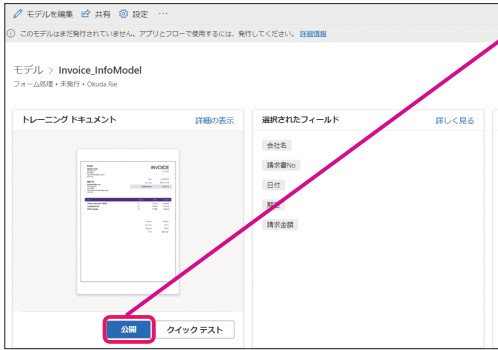 モデルを編集 共有 設定 …
このモデルはまだ発行されていません。アプリとフローで使用するには、発行してください。 詳細情報
モデル > Invoice_InfoModel
フォーム処理・未発行・Okuda Rie
トレーニング ドキュメント 詳細の表示
INVOICE
公開 クイック テスト
選択されたフィールド 詳しく見る
会社名
請求書No
日付
請求金額